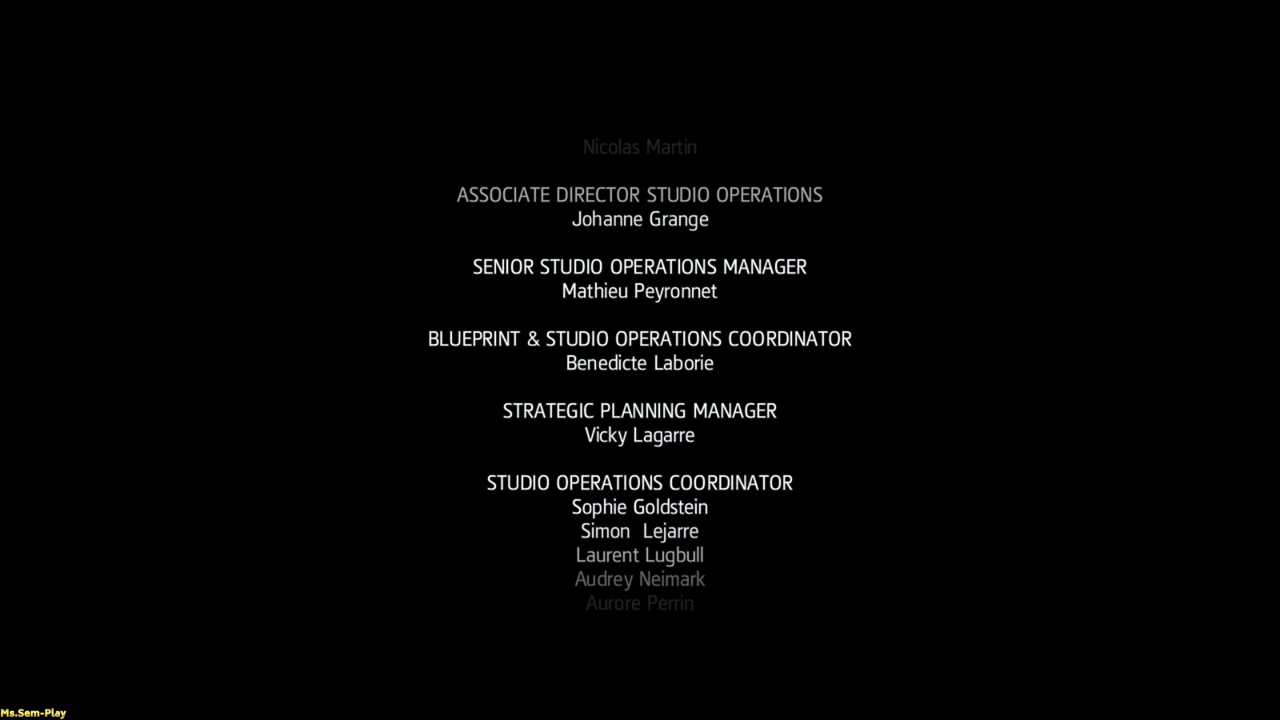 Nicolas Martin
ASSOCIATE DIRECTOR STUDIO OPERATIONS
Johanne Grange
SENIOR STUDIO OPERATIONS MANAGER
Mathieu Peyronnet
BLUEPRINT & STUDIO OPERATIONS COORDINATOR
Benedicte Laborie
STRATEGIC PLANNING MANAGER
Vicky Lagarre
STUDIO OPERATIONS COORDINATOR
Sophie Goldstein
Simon  Lejarre
Laurent Lugbull
Audrey Neimark
Aurore Perrin
Ms.Sem-Play